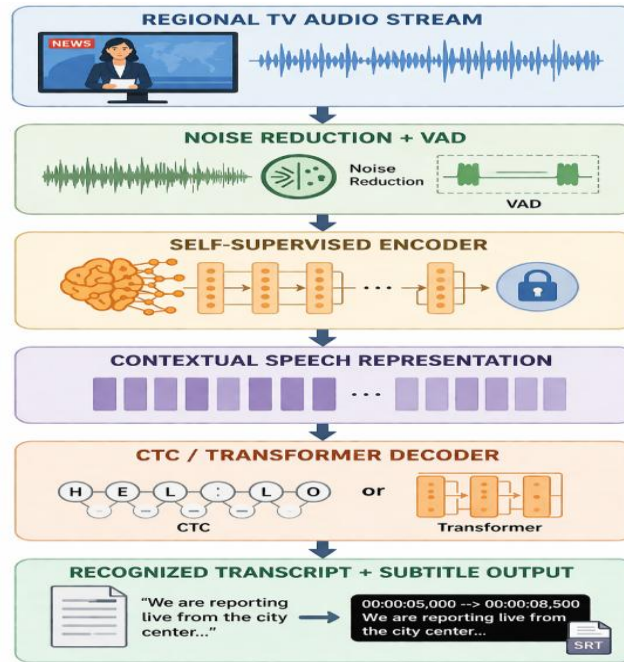 REGIONAL TV AUDIO STREAM
NEWS
NOISE REDUCTION + VAD
Noise
Reduction
VAD
SELF-SUPERVISED ENCODER
...
CONTEXTUAL SPEECH REPRESENTATION
...
CTC / TRANSFORMER DECODER
H E L : L O
– – – – –
CTC
or
Transformer
RECOGNIZED TRANSCRIPT + SUBTITLE OUTPUT
“We are reporting
live from the city
center...”
00:00:05,000 --> 00:00:08,500
We are reporting live from
the city center...
SRT